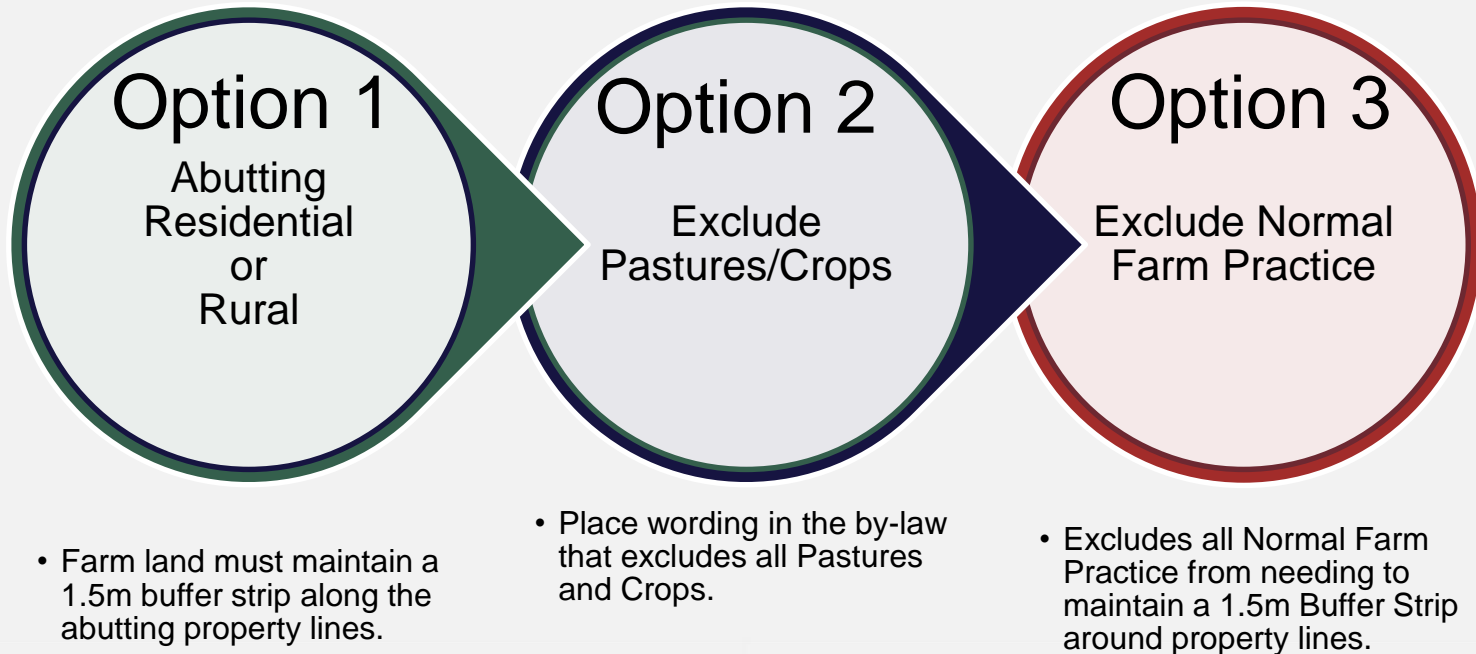 Option 1
Abutting
Residential
or
Rural
• Farm land must maintain a
1.5m buffer strip along the
abutting property lines.
Option 2
Exclude
Pastures/Crops
• Place wording in the by-law
that excludes all Pastures
and Crops.
Option 3
Exclude Normal
Farm Practice
• Excludes all Normal Farm
Practice from needing to
maintain a 1.5m Buffer Strip
around property lines.